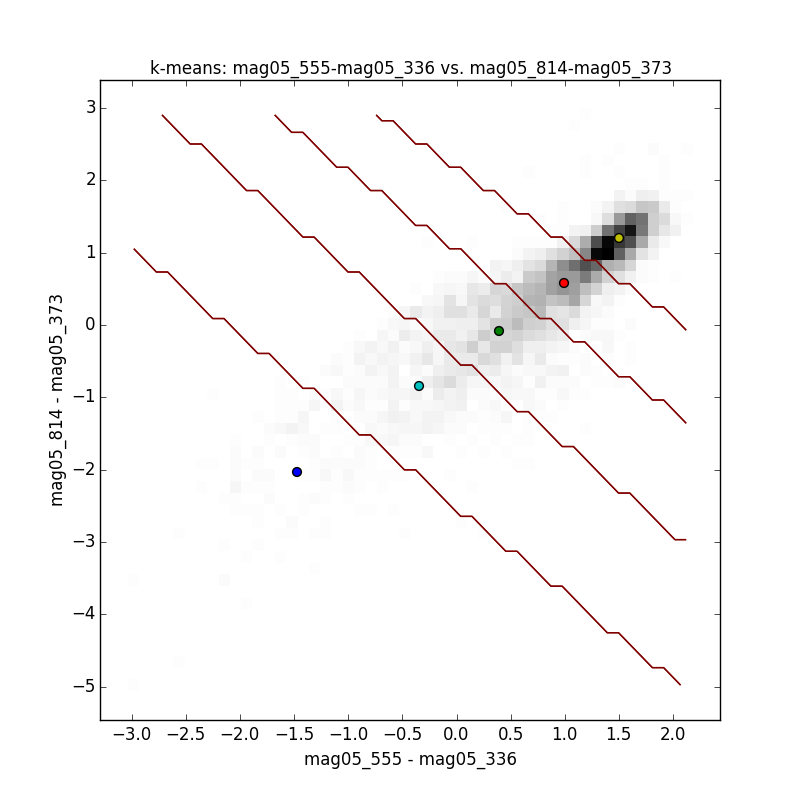 k-means: mag05_555-mag05_336 vs. mag05_814-mag05_373
3
2
1
0
−1
−2
−3
−4
−5
mag05_814 - mag05_373
−3.0 −2.5 −2.0 −1.5 −1.0 −0.5 0.0 0.5 1.0 1.5 2.0
mag05_555 - mag05_336